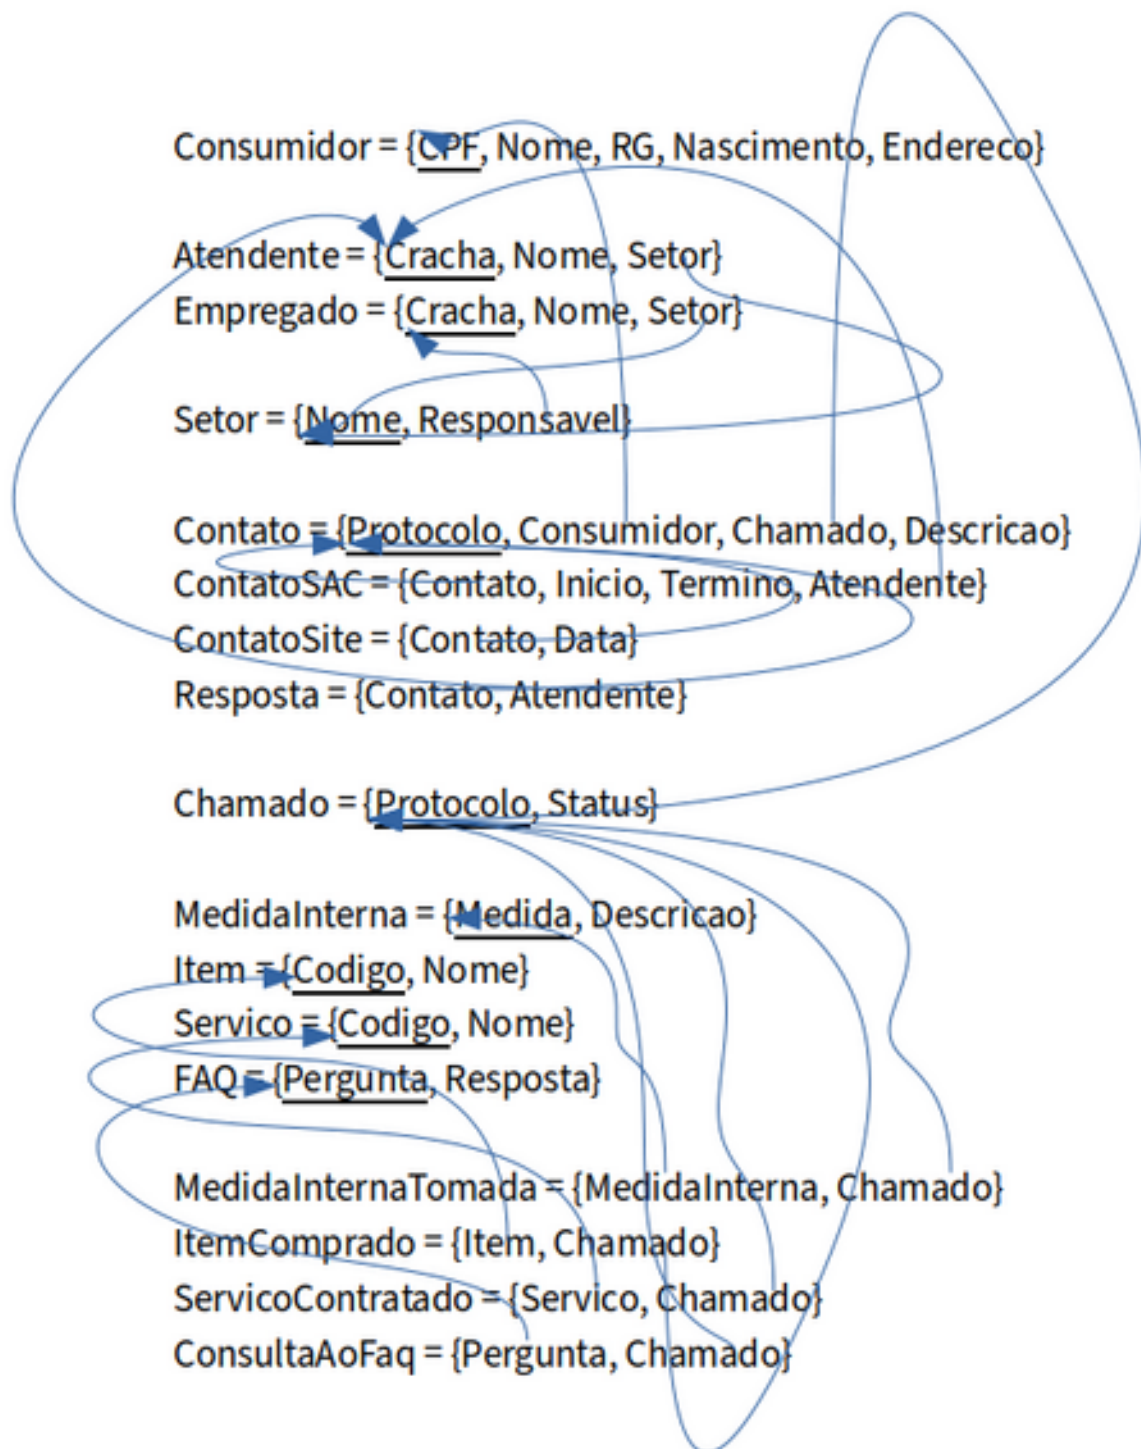 Consumidor = {CPF, Nome, RG, Nascimento, Endereco}
Atendente = {Cracha, Nome, Setor}
Empregado = {Cracha, Nome, Setor}
Setor = {Nome, Responsavel}
Contato = {Protocolo, Consumidor, Chamado, Descricao}
ContatoSAC = {Contato, Inicio, Termino, Atendente}
ContatoSite = {Contato, Data}
Resposta = {Contato, Atendente}
Chamado = {Protocolo, Status}
MedidaInterna = {Medida, Descricao}
Item = {Codigo, Nome}
Servico = {Codigo, Nome}
FAQ = {Pergunta, Resposta}
MedidaInternaTomada = {MedidaInterna, Chamado}
ItemComprado = {Item, Chamado}
ServicoContratado = {Servico, Chamado}
ConsultaAoFaq = {Pergunta, Chamado}